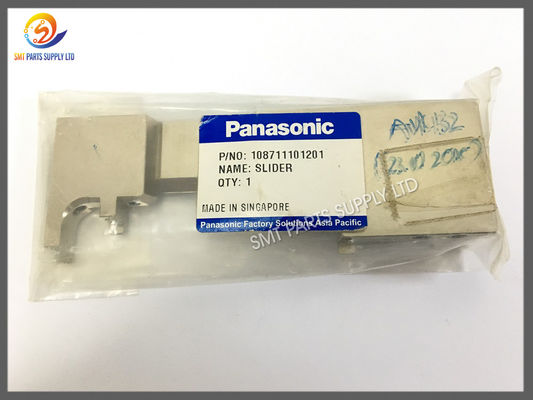 SMT PARTS SUPPLY LTD
Panasonic
P/NO: 108711101201
NAME: SLIDER
QTY: 1
MADE IN SINGAPORE
Panasonic Factory Solutions Asia Pacific
SMT PARTS SUPPLY LTD